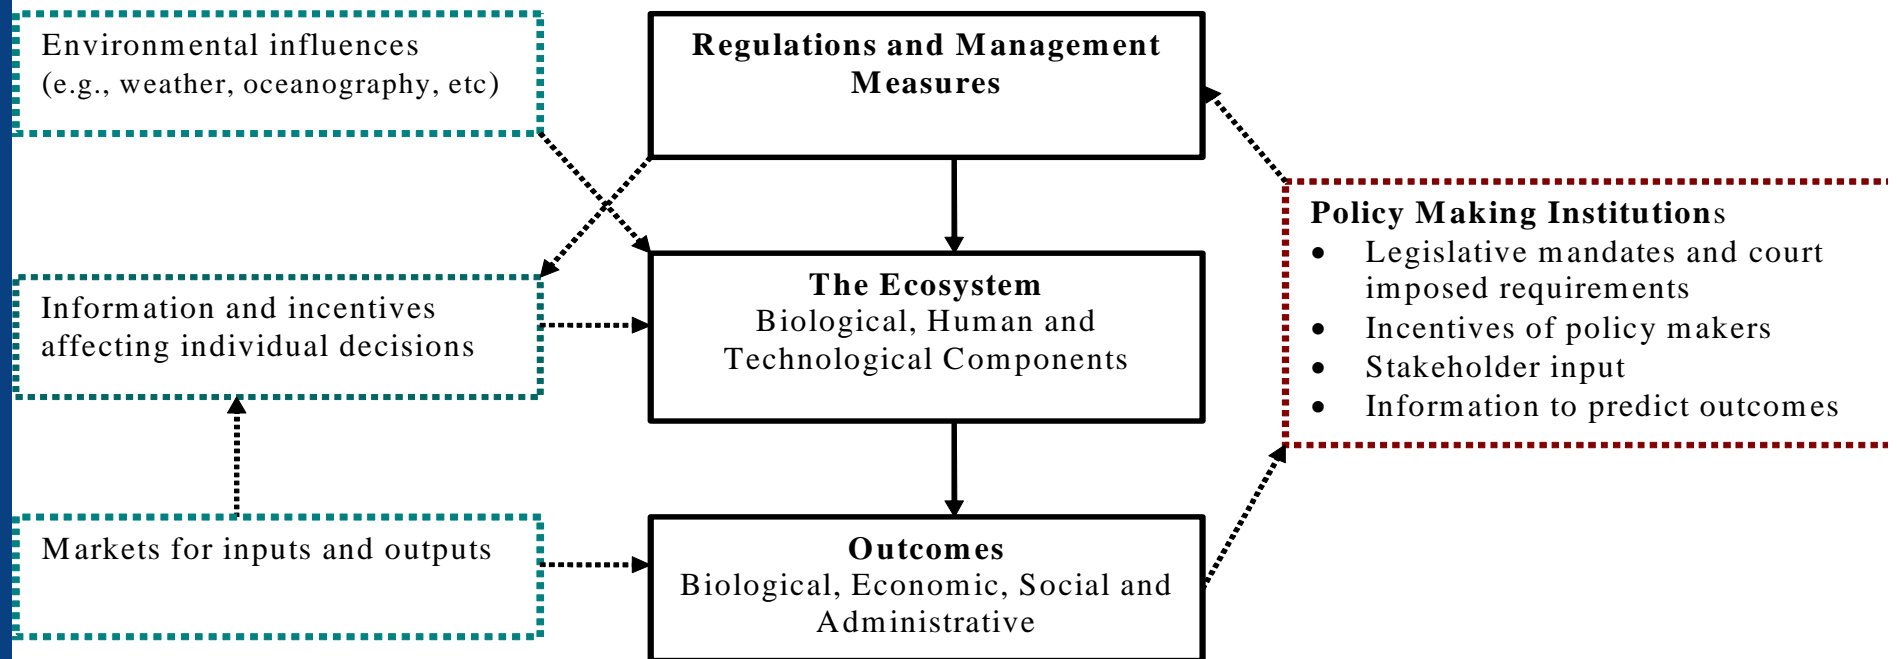 Environmental influences
(e.g., weather, oceanography, etc)
Regulations and Management
Measures
Policy Making Institutions
• Legislative mandates and court
imposed requirements
• Incentives of policy makers
• Stakeholder input
• Information to predict outcomes
Information and incentives
affecting individual decisions
The Ecosystem
Biological, Human and
Technological Components
Markets for inputs and outputs
Outcomes
Biological, Economic, Social and
Administrative